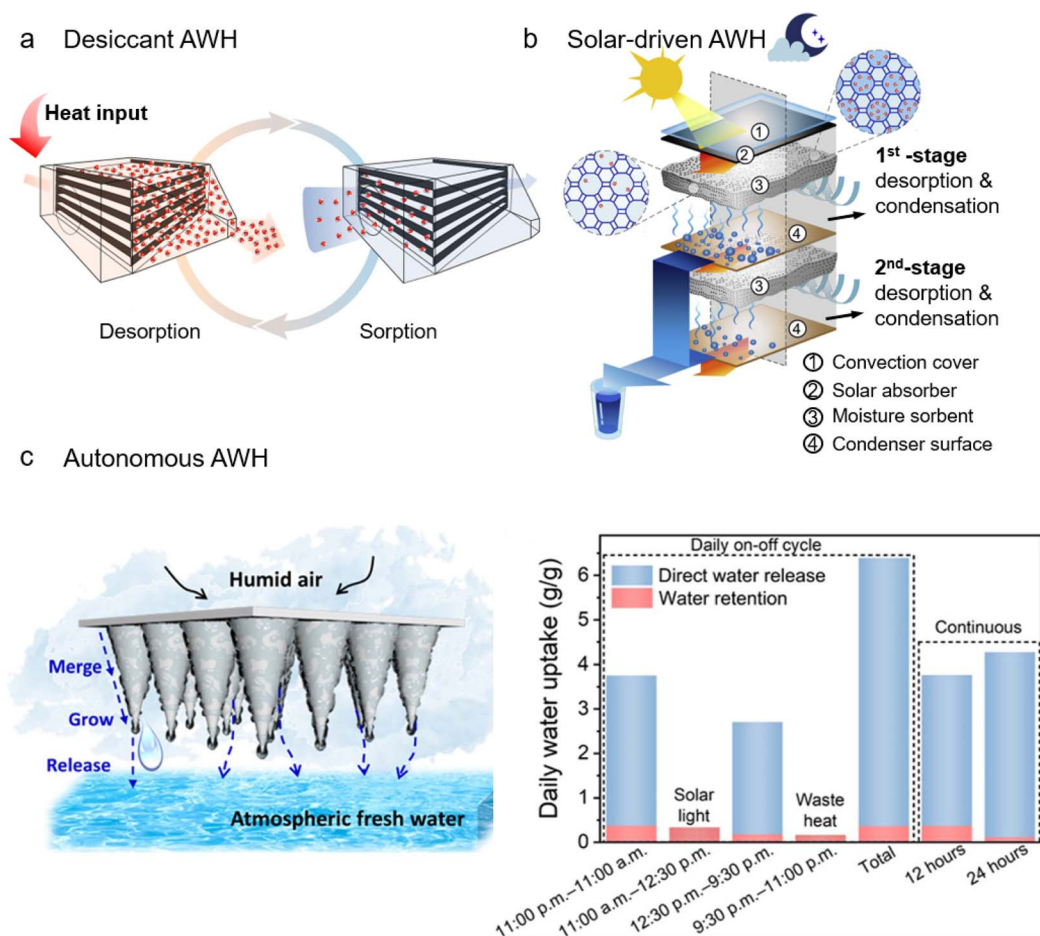 a Desiccant AWH
Heat input
Desorption
Sorption
b Solar-driven AWH
1
2
3
4
3
4
1st -stage
desorption &
condensation
2nd-stage
desorption &
condensation
① Convection cover
② Solar absorber
③ Moisture sorbent
④ Condenser surface
c Autonomous AWH
Humid air
Merge
Grow
Release
Atmospheric fresh water
Daily water uptake (g/g)
6
5
4
3
2
1
0
Daily on-off cycle
Direct water release
Water retention
Continuous
Solar
light
Waste
heat
11:00 p.m.–11:00 a.m.
11:00 a.m.–12:30 p.m.
12:30 p.m.–9:30 p.m.
9:30 p.m.–11:00 p.m.
Total
12 hours
24 hours